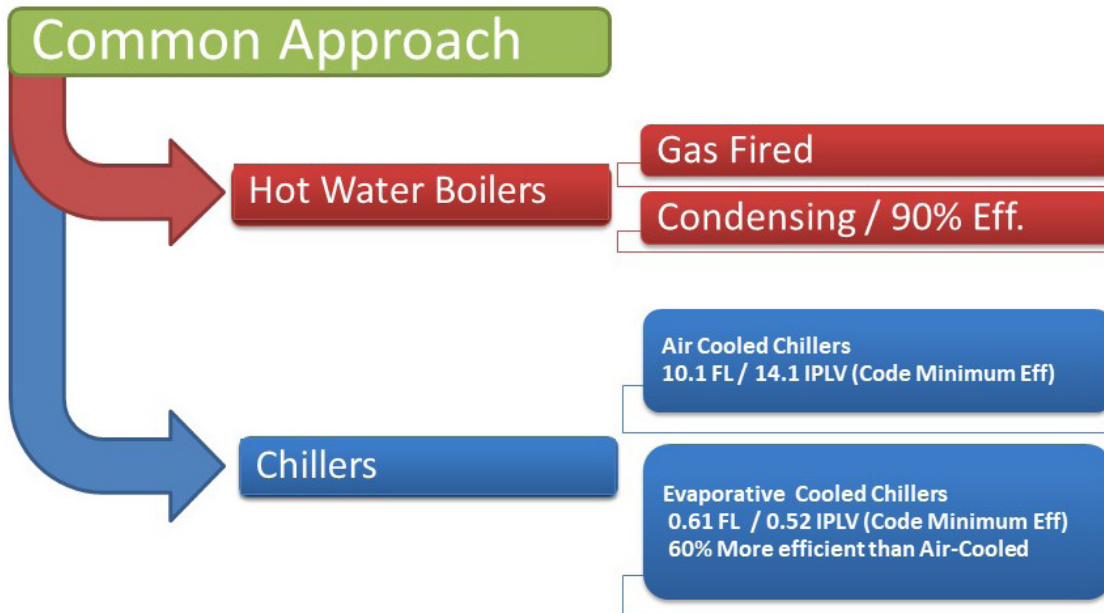 Common Approach
Hot Water Boilers
Gas Fired
Condensing / 90% Eff.
Chillers
Air Cooled Chillers
10.1 FL / 14.1 IPLV (Code Minimum Eff)
Evaporative Cooled Chillers
0.61 FL / 0.52 IPLV (Code Minimum Eff)
60% More efficient than Air-Cooled